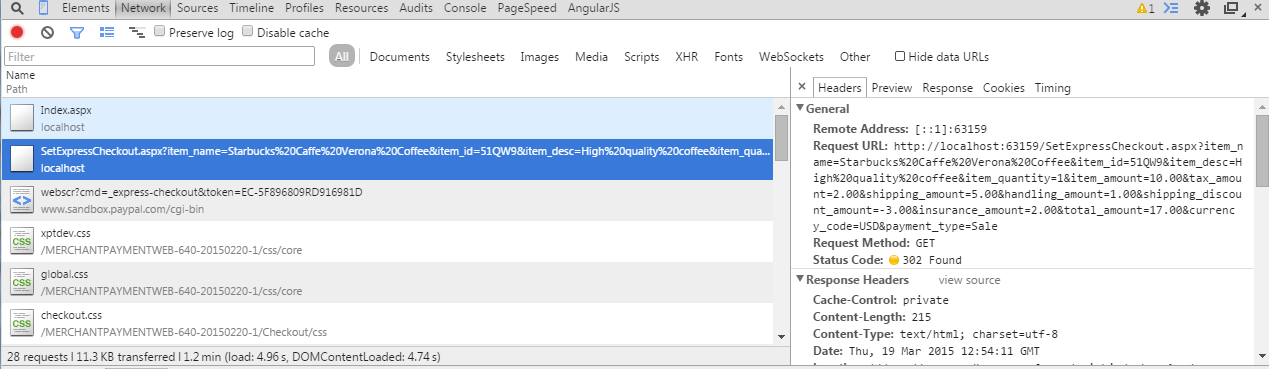 Elements Network Sources Timeline Profiles Resources Audits Console PageSpeed AngularJS 1
Preserve log Disable cache
Filter All Documents Stylesheets Images Media Scripts XHR Fonts WebSockets Other Hide data URLs
Name
Path
Index.aspx
localhost
SetExpressCheckout.aspx?item_name=Starbucks%20Caffe%20Verona%20Coffee&item_id=51QW9&item_desc=High%20quality%20coffee&item_qua...
localhost
webscr?cmd=_express-checkout&token=EC-5F896809RD916981D
www.sandbox.paypal.com/cgi-bin
xptdev.css
/MERCHANTPAYMENTWEB-640-20150220-1/css/core
global.css
/MERCHANTPAYMENTWEB-640-20150220-1/css/core
checkout.css
/MERCHANTPAYMENTWEB-640-20150220-1/Checkout/css
28 requests | 11.3 KB transferred | 1.2 min (load: 4.96 s, DOMContentLoaded: 4.74 s)
× Headers Preview Response Cookies Timing
General
Remote Address: [::1]:63159
Request URL: http://localhost:63159/SetExpressCheckout.aspx?item_n
ame=Starbucks%20Caffe%20Verona%20Coffee&item_id=51QW9&item_desc=H
igh%20quality%20coffee&item_quantity=1&item_amount=10.00&tax_am
ount=2.00&shipping_amount=5.00&handling_amount=1.00&shipping_disc
ount_amount=-3.00&insurance_amount=2.00&total_amount=17.00&curren
cy_code=USD&payment_type=Sale
Request Method: GET
Status Code: 302 Found
Response Headers view source
Cache-Control: private
Content-Length: 215
Content-Type: text/html; charset=utf-8
Date: Thu, 19 Mar 2015 12:54:11 GMT